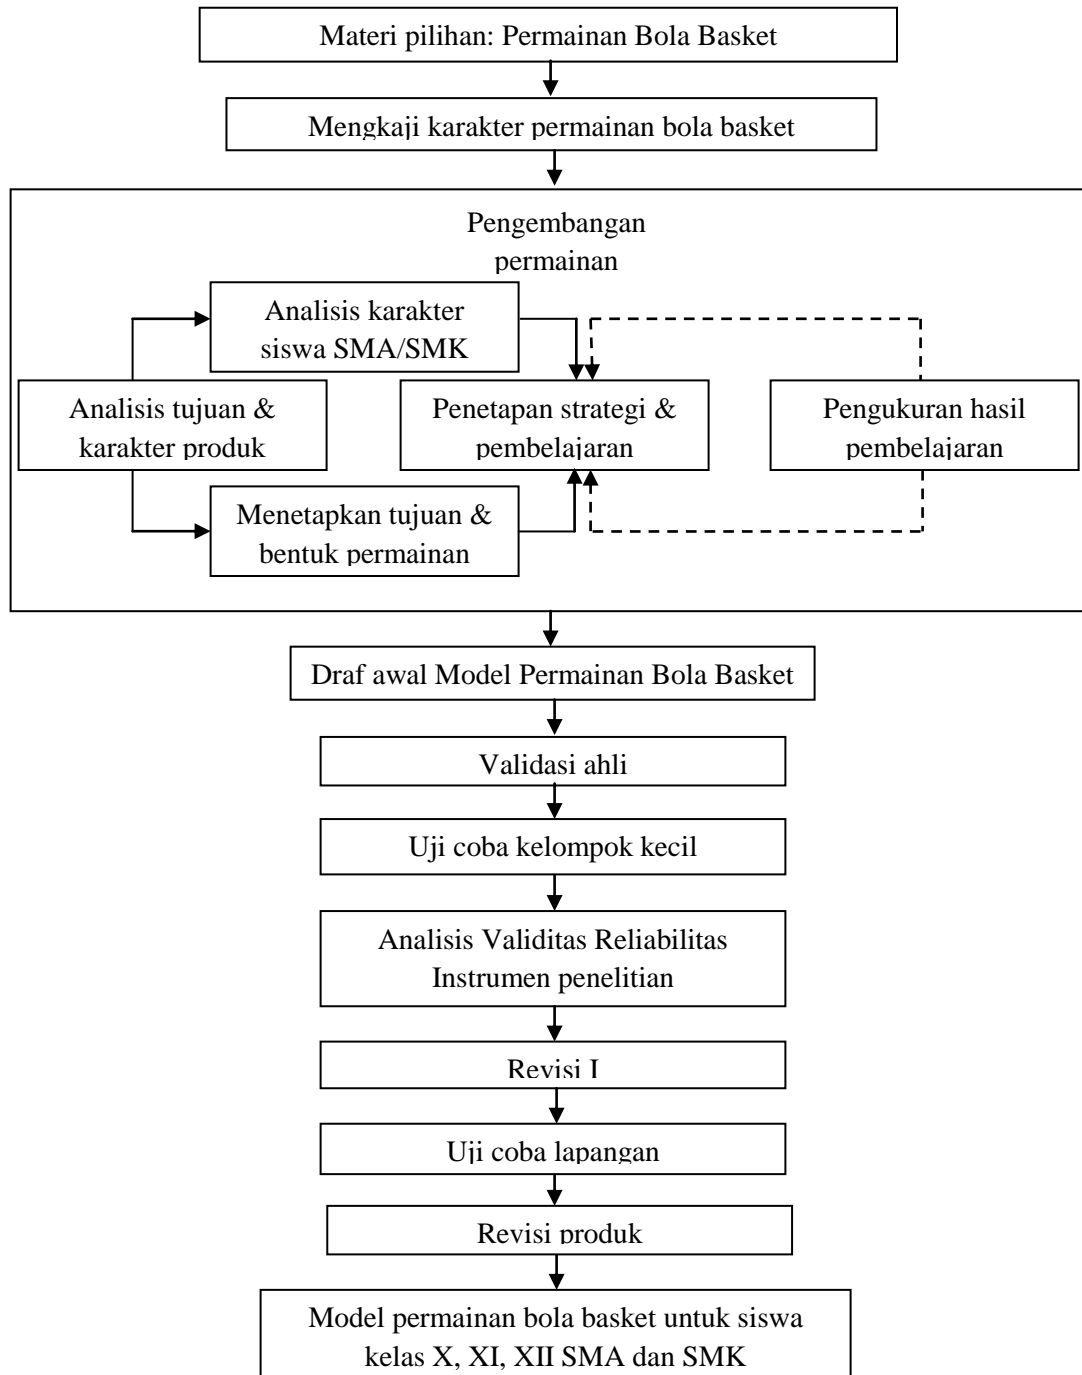 Materi pilihan: Permainan Bola Basket
Mengkaji karakter permainan bola basket
Pengembangan
permainan
Analisis karakter
siswa SMA/SMK
Analisis tujuan &
karakter produk
Penetapan strategi &
pembelajaran
Pengukuran hasil
pembelajaran
Menetapkan tujuan &
bentuk permainan
Draf awal Model Permainan Bola Basket
Validasi ahli
Uji coba kelompok kecil
Analisis Validitas Reliabilitas
Instrumen penelitian
Revisi I
Uji coba lapangan
Revisi produk
Model permainan bola basket untuk siswa
kelas X, XI, XII SMA dan SMK